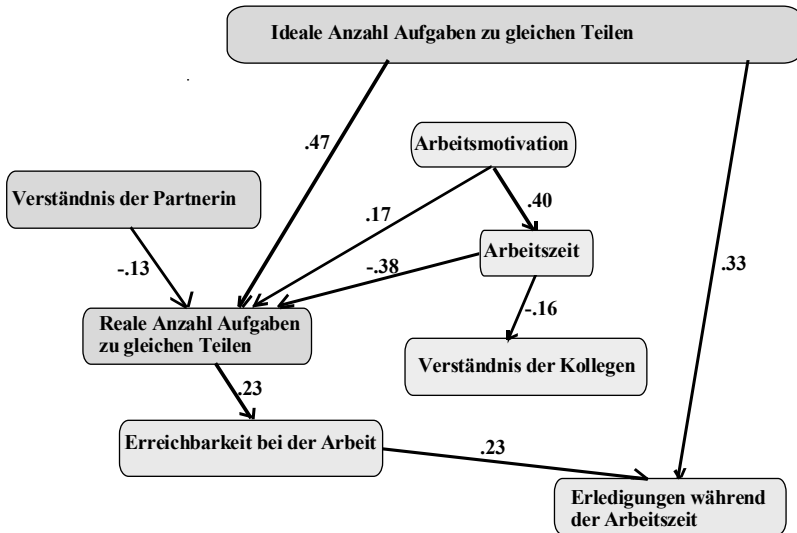 Ideale Anzahl Aufgaben zu gleichen Teilen
.47
Arbeitsmotivation
Verständnis der Partnerin
.17
.40
Arbeitszeit
-.13
-.38
.33
-.16
Reale Anzahl Aufgaben
zu gleichen Teilen
Verständnis der Kollegen
.23
Erreichbarkeit bei der Arbeit
.23
Erledigungen während
der Arbeitszeit